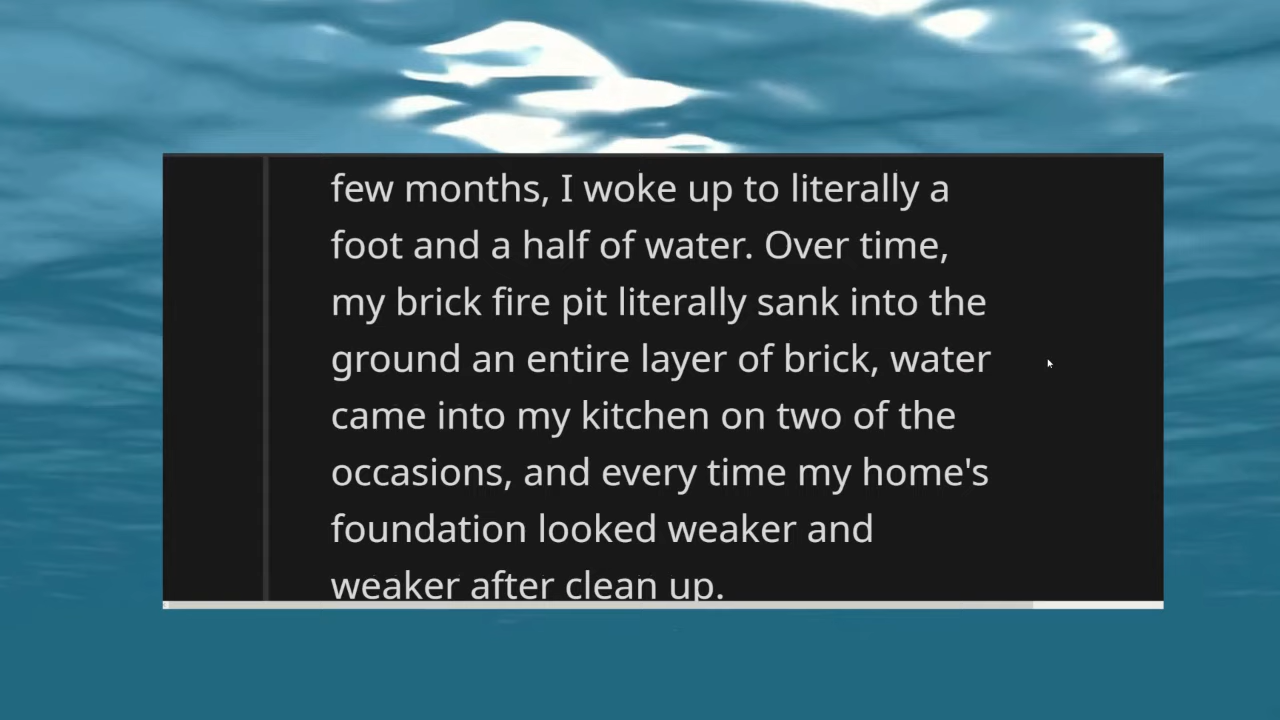 few months, I woke up to literally a
foot and a half of water. Over time,
my brick fire pit literally sank into the
ground an entire layer of brick, water
came into my kitchen on two of the
occasions, and every time my home's
foundation looked weaker and
weaker after clean up.